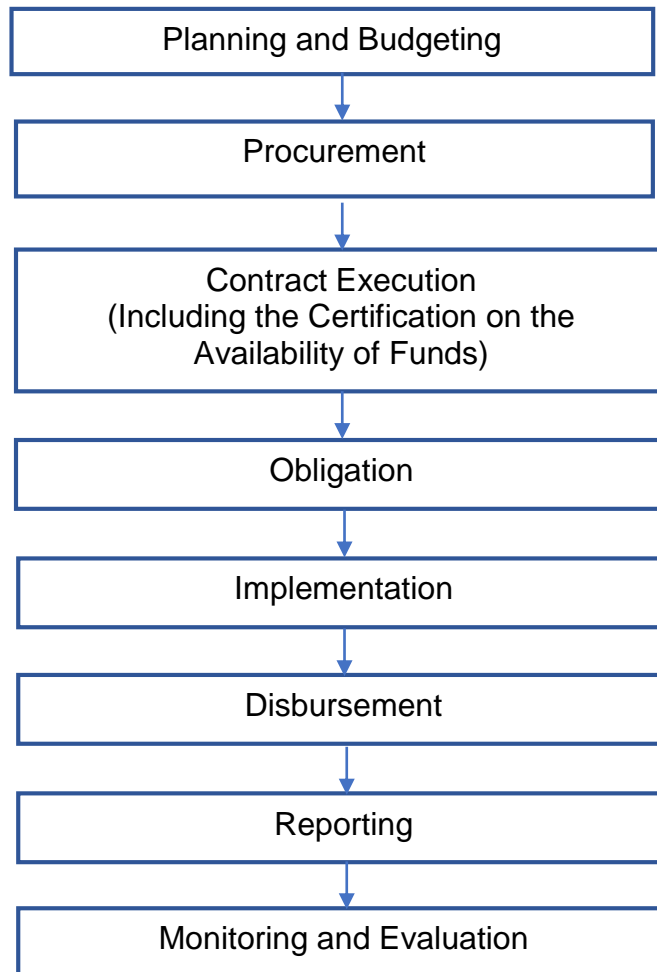 Planning and Budgeting
Procurement
Contract Execution
(Including the Certification on the
Availability of Funds)
Obligation
Implementation
Disbursement
Reporting
Monitoring and Evaluation